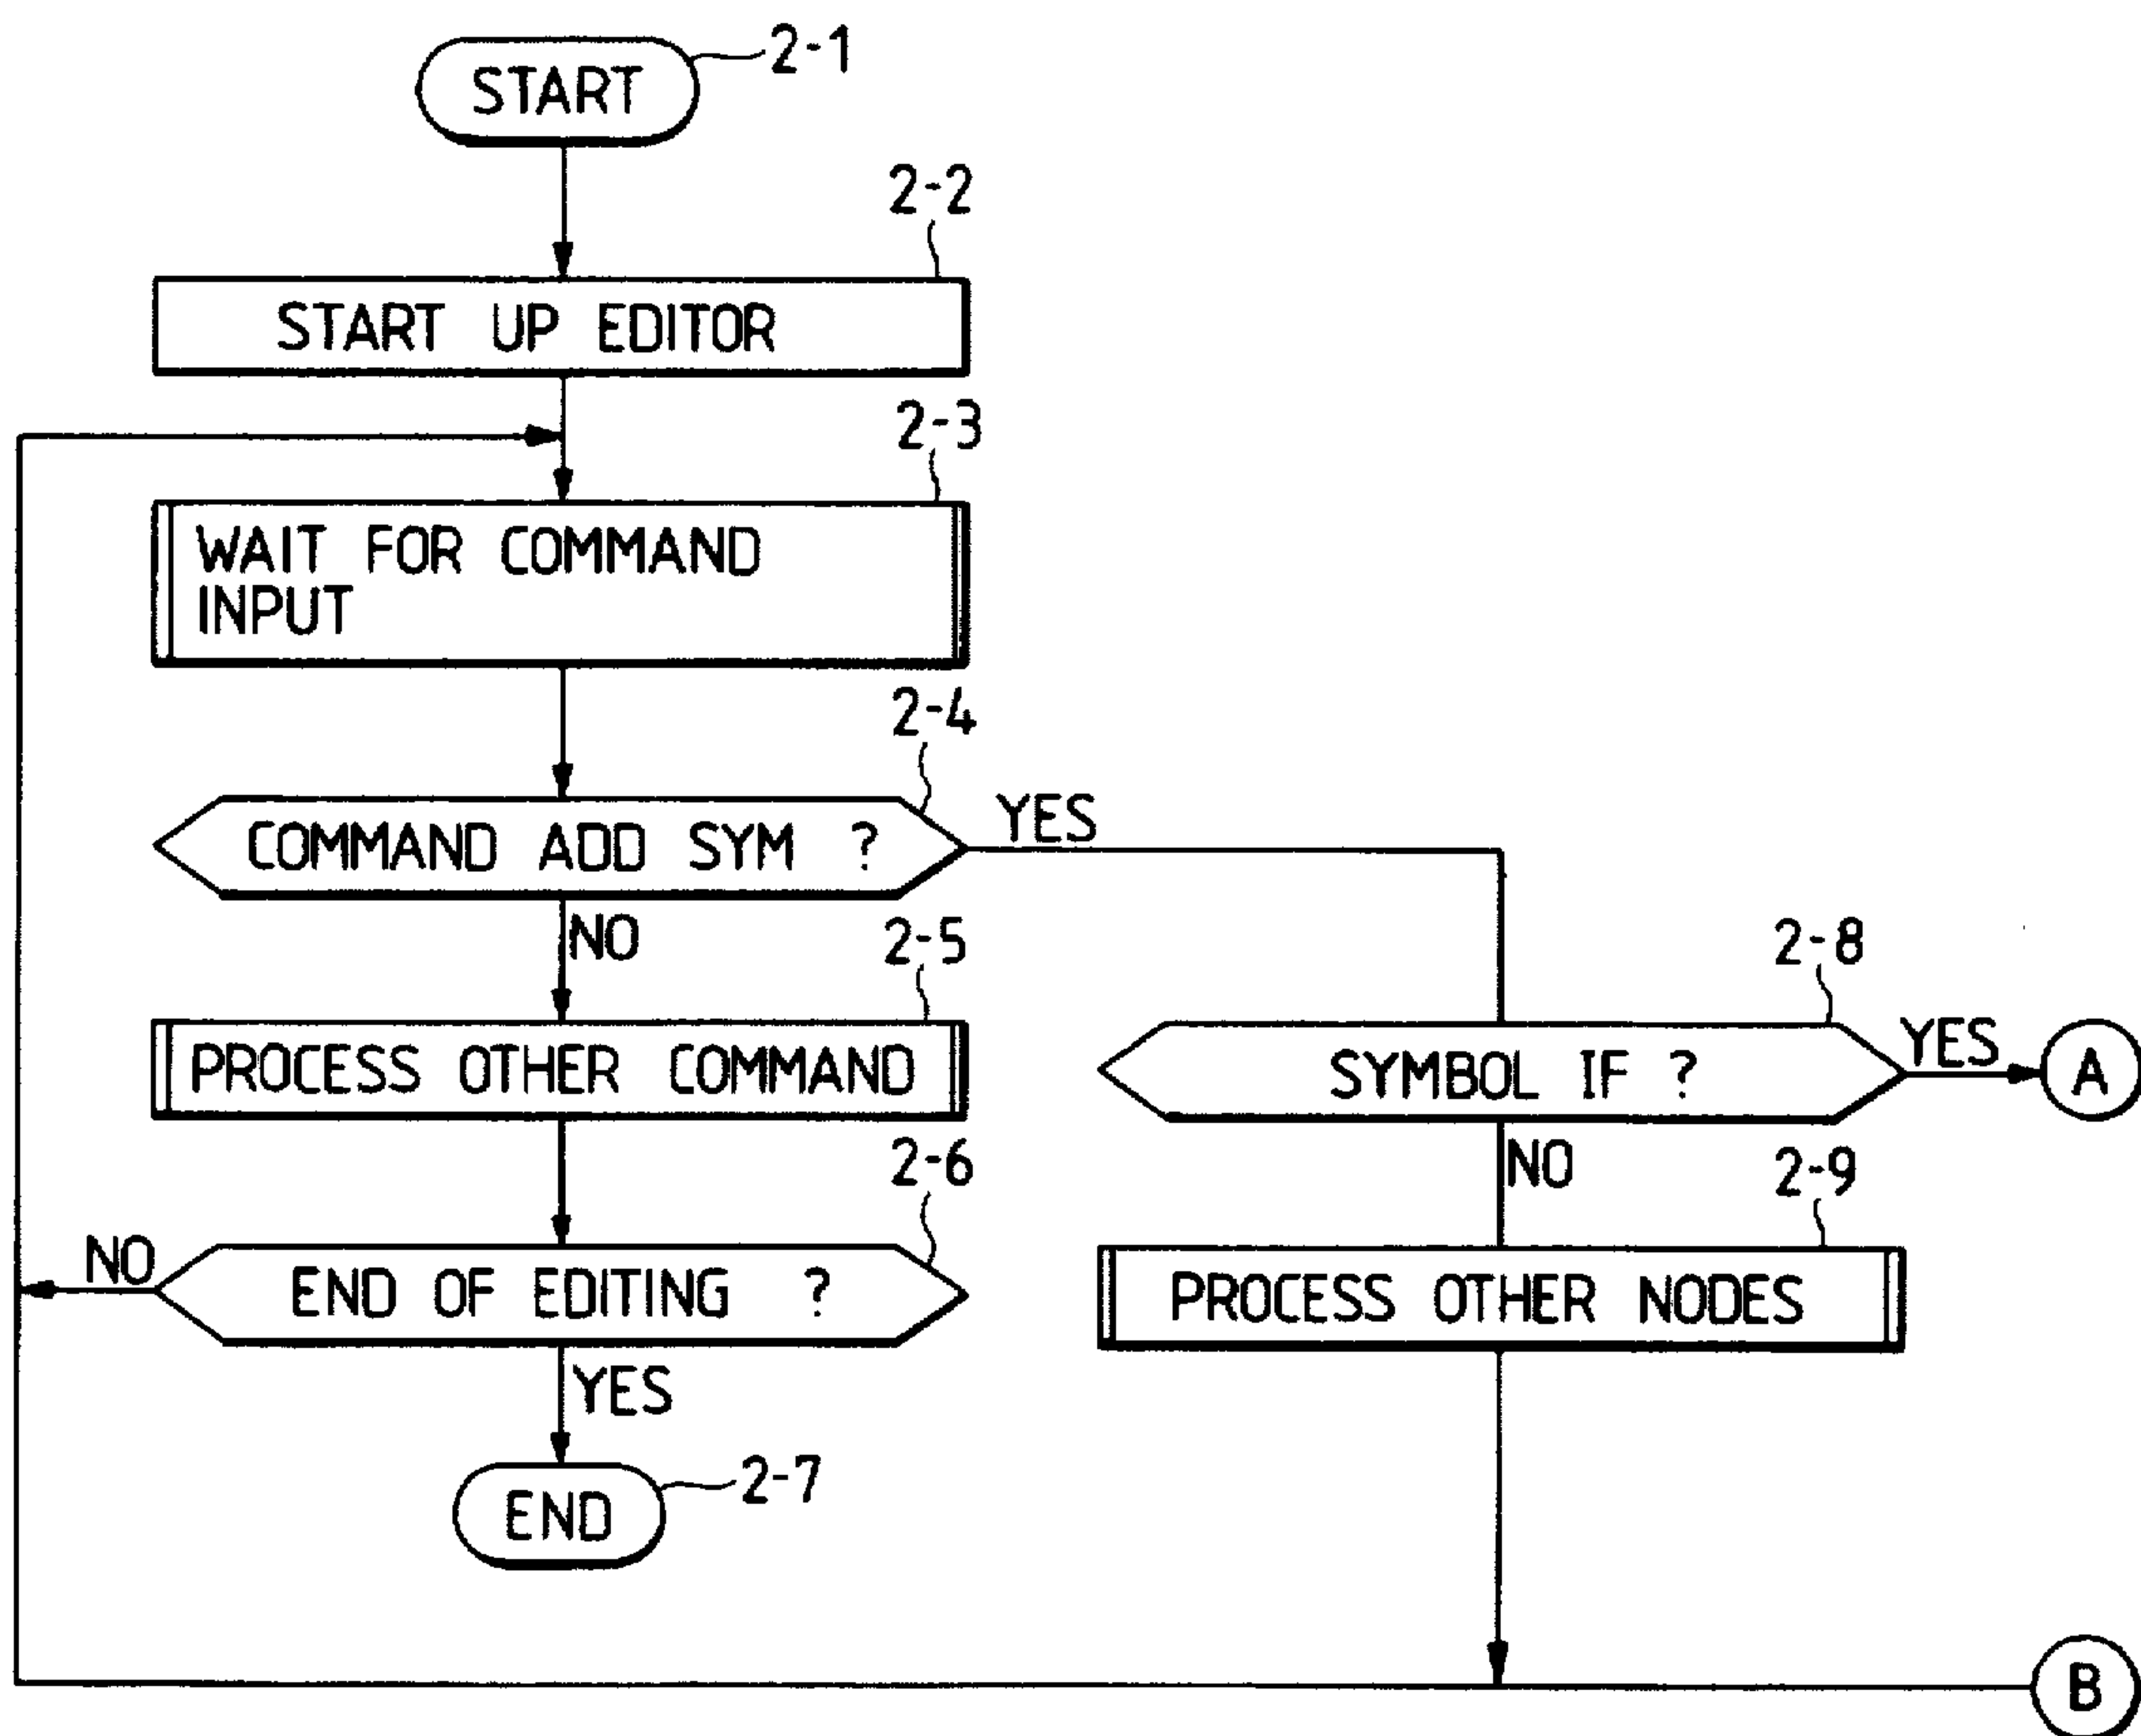 START
2-1
2-2
START UP EDITOR
2-3
WAIT FOR COMMAND
INPUT
2-4
COMMAND ADD SYM ?
YES
NO
2-5
PROCESS OTHER COMMAND
2-6
END OF EDITING ?
NO
YES
END
2-7
2-8
SYMBOL IF ?
YES
A
NO
2-9
PROCESS OTHER NODES
B